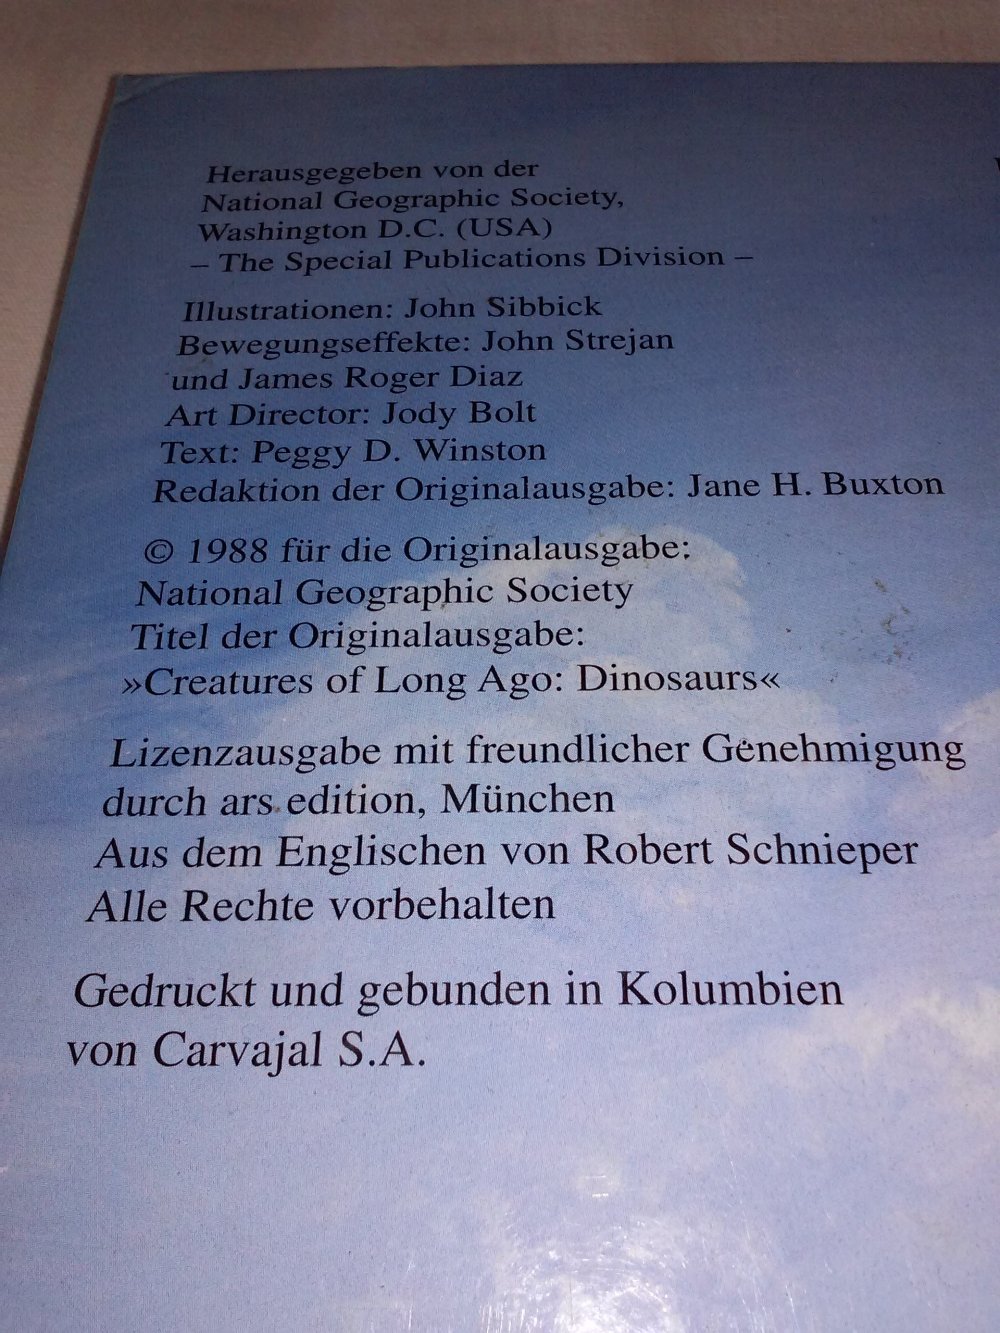 Herausgegeben von der
National Geographic Society,
Washington D.C. (USA)
– The Special Publications Division –
Illustrationen: John Sibbick
Bewegungseffekte: John Strejan
und James Roger Diaz
Art Director: Jody Bolt
Text: Peggy D. Winston
Redaktion der Originalausgabe: Jane H. Buxton
© 1988 für die Originalausgabe:
National Geographic Society
Titel der Originalausgabe:
»Creatures of Long Ago: Dinosaurs«
Lizenzausgabe mit freundlicher Genehmigung
durch ars edition, München
Aus dem Englischen von Robert Schnieper
Alle Rechte vorbehalten
Gedruckt und gebunden in Kolumbien
von Carvajal S.A.